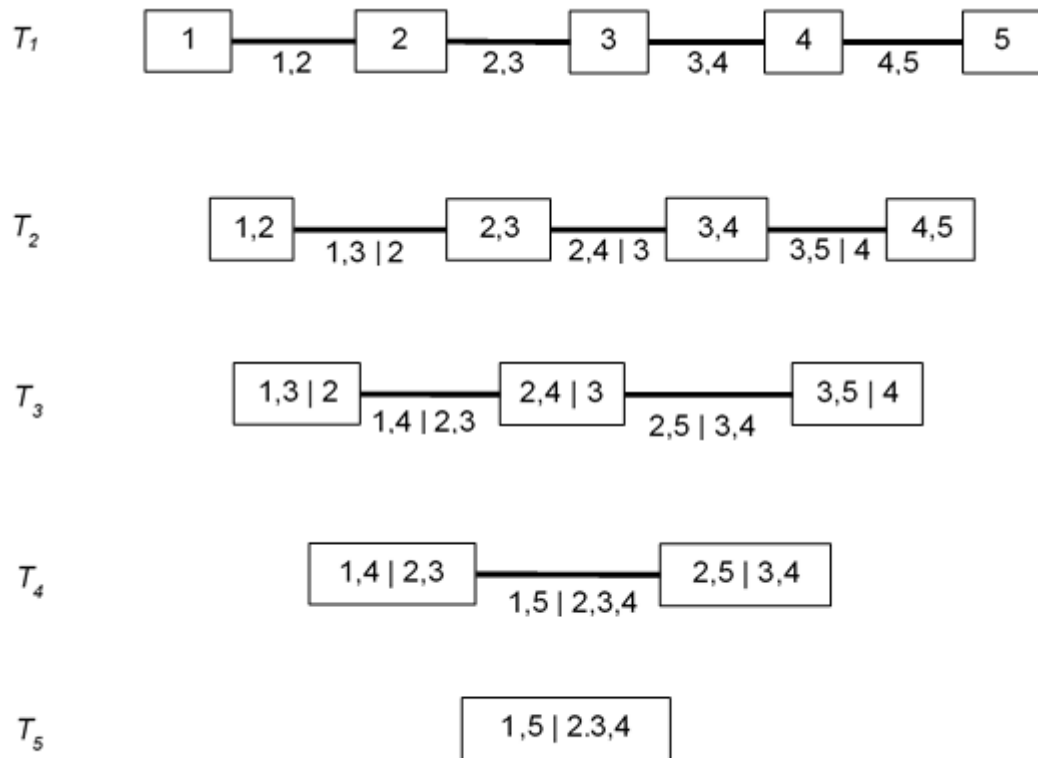 T1 1 2 3 4 5
1,2 2,3 3,4 4,5
T2 1,2 2,3 3,4 4,5
1,3 | 2 2,4 | 3 3,5 | 4
T3 1,3 | 2 2,4 | 3 3,5 | 4
1,4 | 2,3 2,5 | 3,4
T4 1,4 | 2,3 2,5 | 3,4
1,5 | 2,3,4
T5 1,5 | 2.3,4